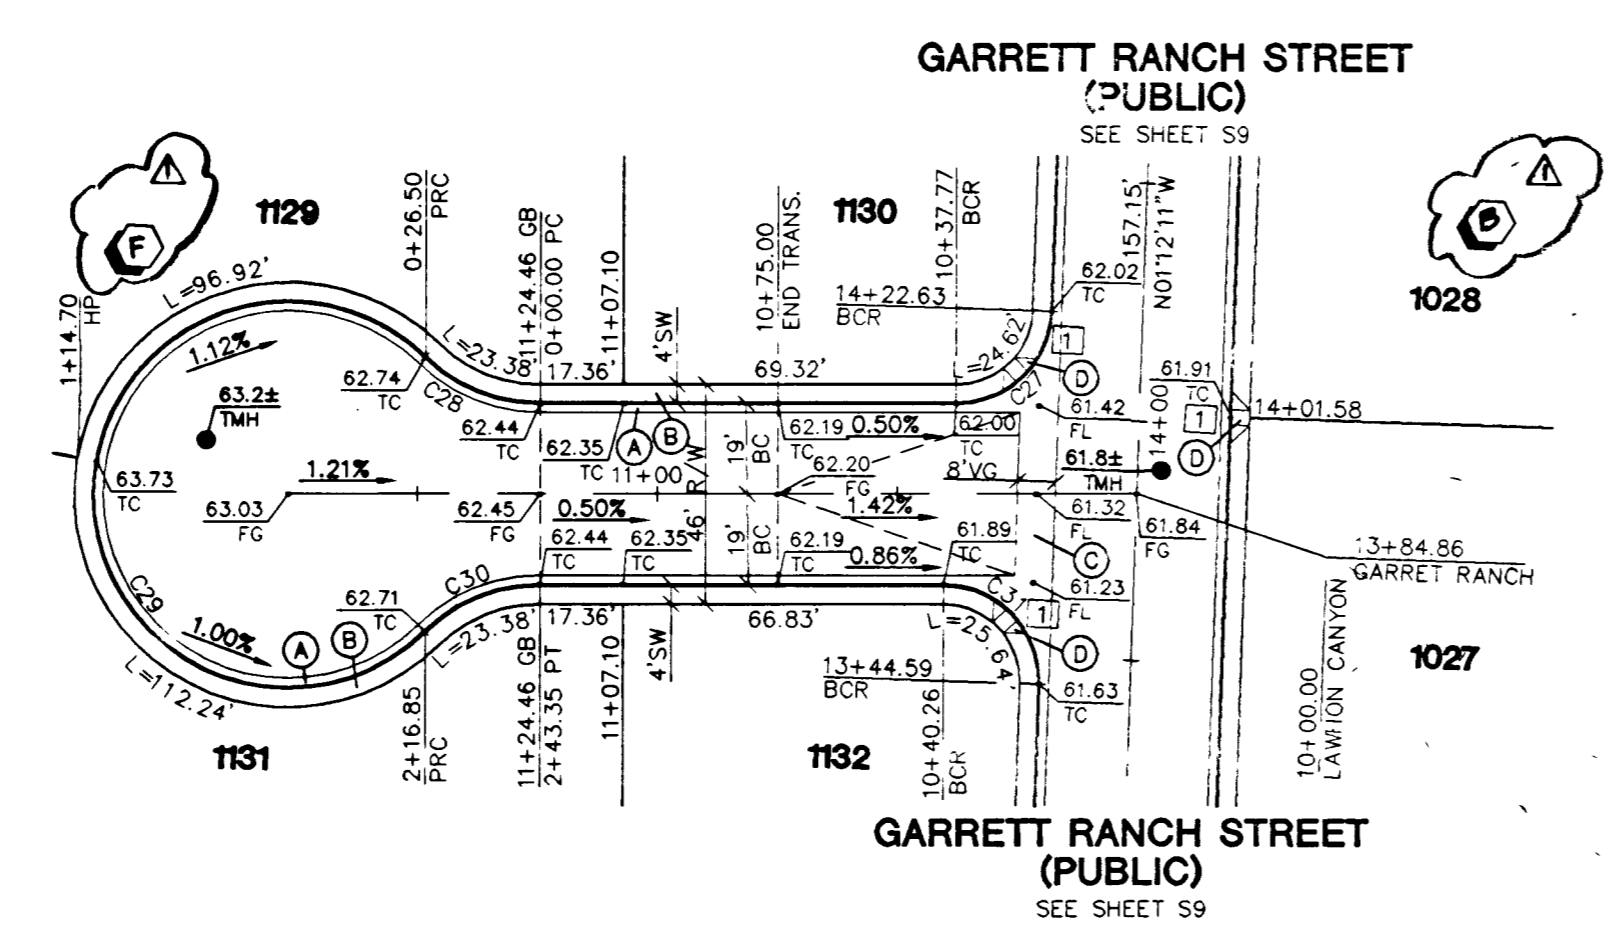 GARRETT RANCH STREET
(PUBLIC)
SEE SHEET S9
1
F
1129
0+26.50
PRC
11+24.46 GB
0+00.00 PC
11+07.10
10+75.00
END TRANS.
1130
10+37.77
BCR
157.15'
N01°12'11"W
1
B
1028
L=96.92'
1+14.70
HP
1.12%
63.2±
TMH
L=23.38'
62.74
TC
C28
17.36'
4'SW
69.32'
14+22.63
BCR
62.02
TC
L=24.62'
C27
1
D
61.91
TC
1
D
14+00
14+01.58
62.44
TC
62.35
TC
A
B
62.19
TC
0.50%
62.00
TC
61.42
FL
63.73
TC
63.03
FG
1.21%
62.45
FG
0.50%
11+00
46' R/W
19'
BC
62.20
FG
1.42%
8'VG
61.8±
TMH
61.32
FL
61.84
FG
62.44
TC
62.35
TC
19'
BC
62.19
TC
0.86%
61.89
TC
C
13+84.86
GARRET RANCH
C29
1.00%
A
B
62.71
TC
C30
L=23.38'
17.36'
4'SW
66.83'
L=25.64'
1
61.23
FL
D
L=112.24'
13+44.59
BCR
61.63
TC
1027
1131
2+16.85
PRC
11+24.46 GB
2+43.35 PT
11+07.10
1132
10+40.26
BCR
10+00.00
GARRETT RANCH STREET
(PUBLIC)
SEE SHEET S9